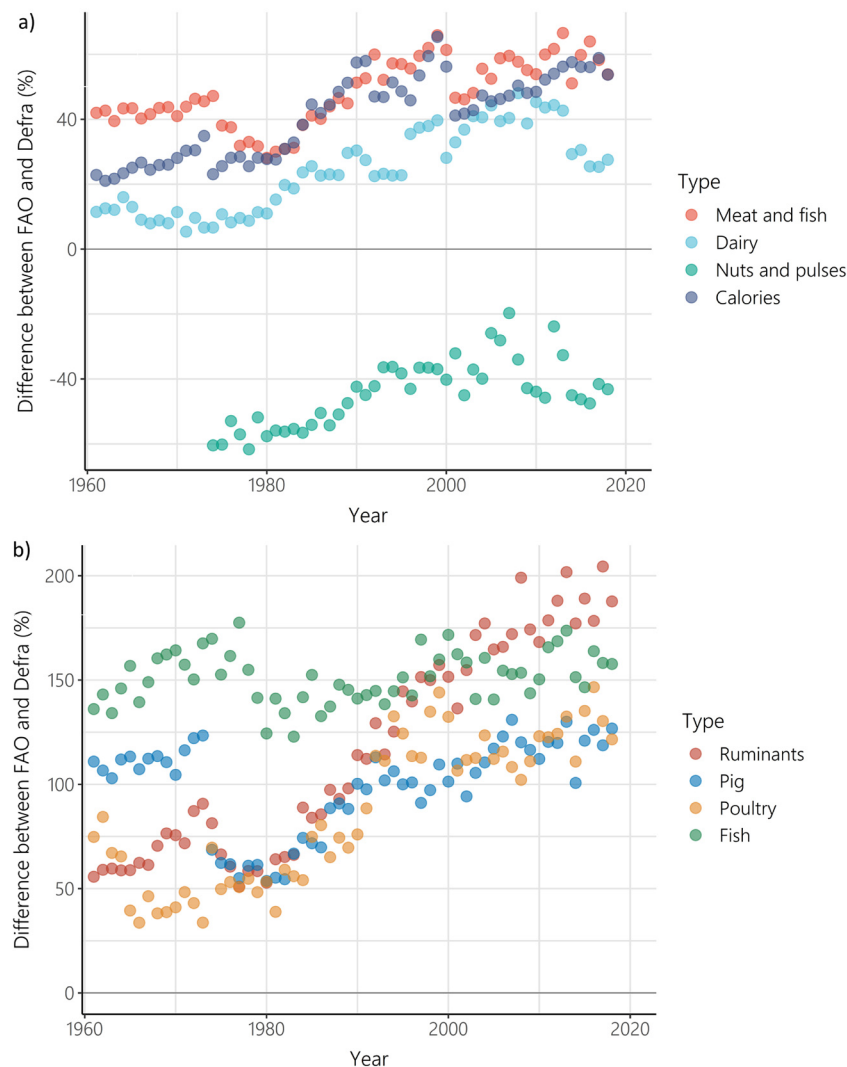 a)
Difference between FAO and Defra (%)
40
0
-40
1960
1980
2000
2020
Year
Type
Meat and fish
Dairy
Nuts and pulses
Calories
b)
Difference between FAO and Defra (%)
200
150
100
50
0
1960
1980
2000
2020
Year
Type
Ruminants
Pig
Poultry
Fish